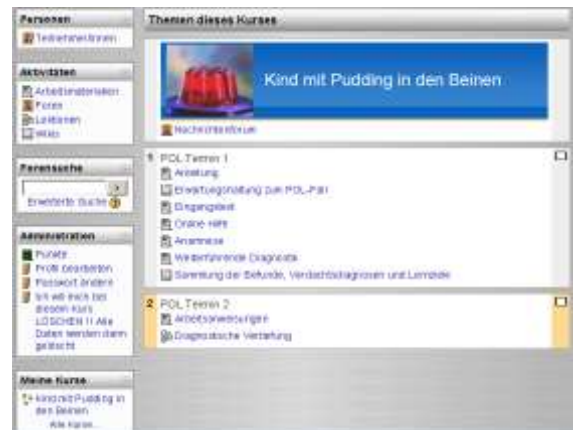 Personen
Teilnehmer/innen
Aktivitäten
Arbeitsmaterialien
Foren
Lektionen
Wikis
Forensuche
Erweiterte Suche
Administration
Punkte
Profil bearbeiten
Passwort ändern
Ich will mich bei
diesem Kurs
LÖSCHEN !! Alle
Daten werden dann
gelöscht
Meine Kurse
Kind mit Pudding in
den Beinen
Alle Kurse...
Themen dieses Kurses
Kind mit Pudding in den Beinen
Nachrichtenforum
1 POL Termin 1
Anleitung
Erwartungshaltung zum POL-Fall
Eingangstext
Online Hilfe
Anamnese
Weiterführende Diagnostik
Sammlung der Befunde, Verdachtsdiagnosen und Lernziele
2 POL Termin 2
Arbeitsanweisungen
Diagnostische Vertiefung